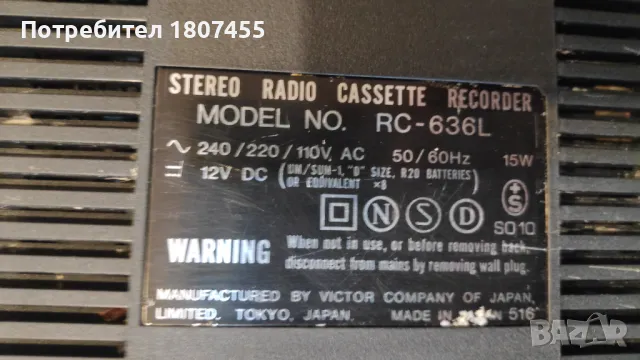 Потребител 1807455
STEREO RADIO CASSETTE RECORDER
MODEL NO. RC-636L
~ 240/220/110V, AC 50/60Hz 15W
12V DC (UM/SUM-1, "D" SIZE, R20 BATTERIES
OR EQUIVALENT ×8)
N S D S
SO10
WARNING When not in use, or before removing back,
disconnect from mains by removing wall plug.
MANUFACTURED BY VICTOR COMPANY OF JAPAN,
LIMITED. TOKYO, JAPAN. MADE IN JAPAN 516
BAZAR